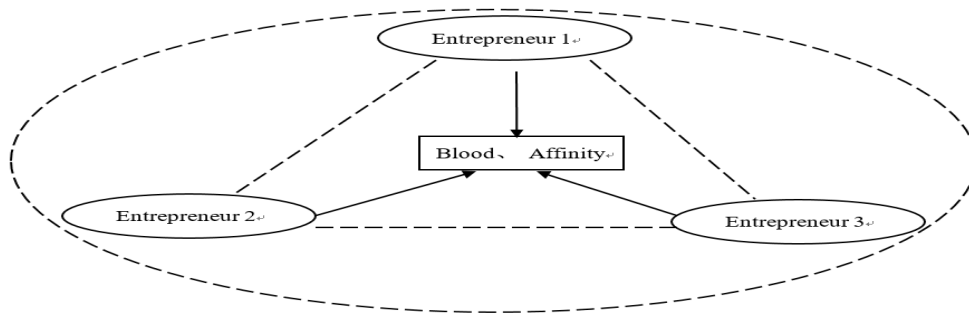 Entrepreneur 1↵
Blood、 Affinity↵
Entrepreneur 2↵
Entrepreneur 3↵